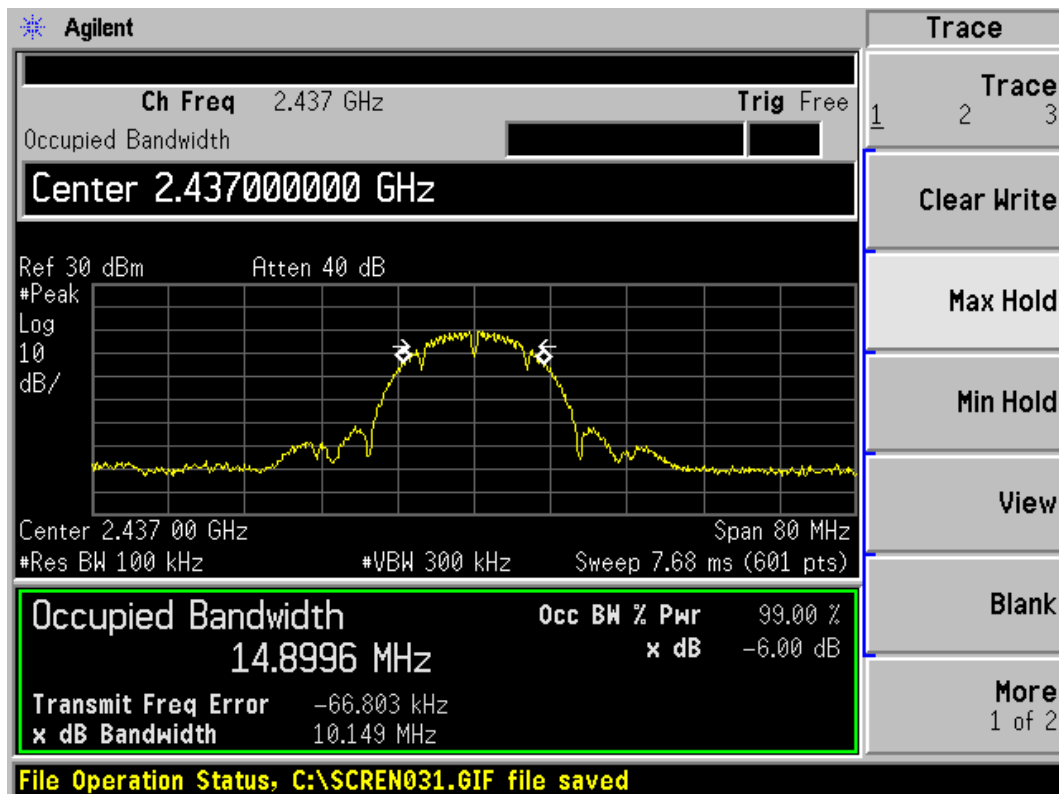 Agilent
Ch Freq 2.437 GHz Trig Free
Occupied Bandwidth
Center 2.437000000 GHz
Ref 30 dBm Atten 40 dB
#Peak
Log
10
dB/
Center 2.437 00 GHz Span 80 MHz
#Res BW 100 kHz #VBW 300 kHz Sweep 7.68 ms (601 pts)
Occupied Bandwidth Occ BW % Pwr 99.00 %
14.8996 MHz x dB -6.00 dB
Transmit Freq Error -66.803 kHz
x dB Bandwidth 10.149 MHz
File Operation Status, C:\SCREN031.GIF file saved
Trace
Trace
1 2 3
Clear Write
Max Hold
Min Hold
View
Blank
More
1 of 2